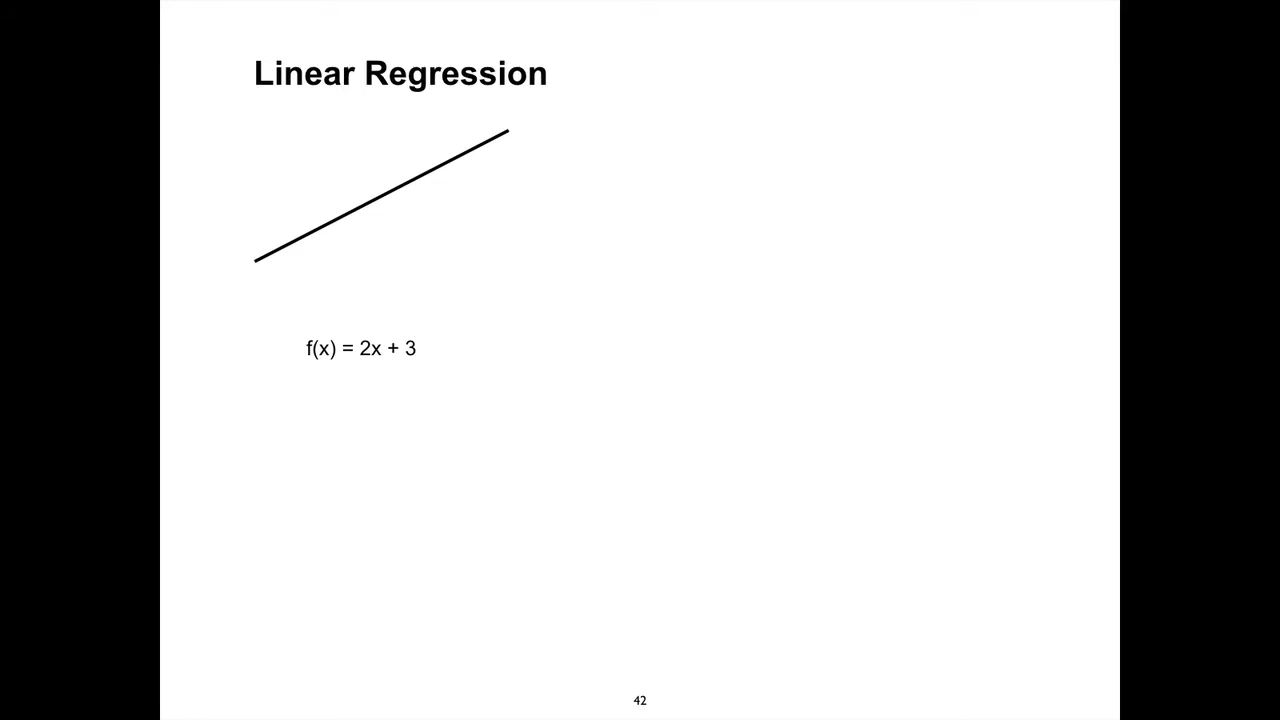 Linear Regression
f(x) = 2x + 3
42